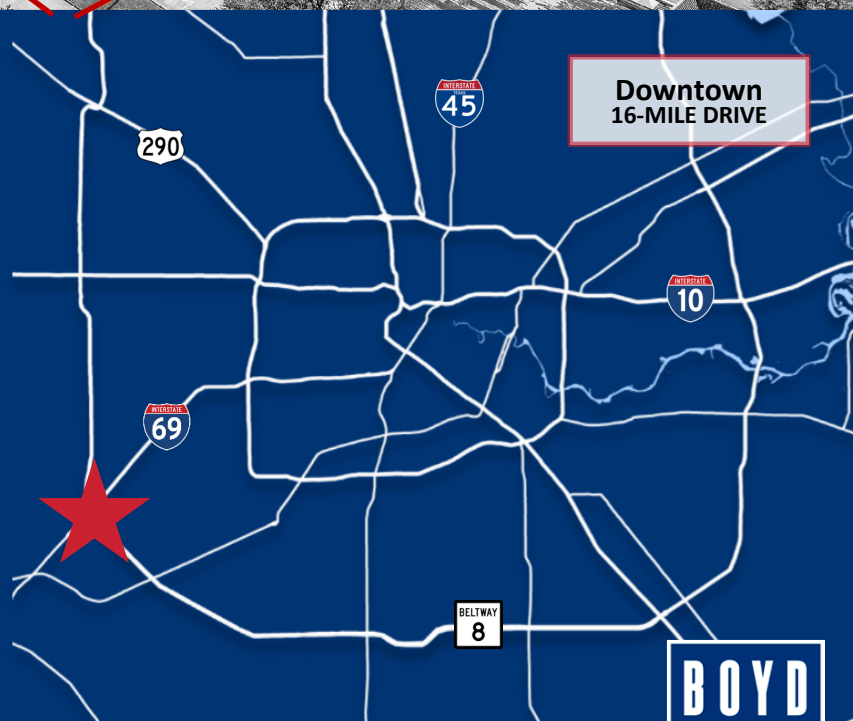 INTERSTATE
TEXAS
45
Downtown
16-MILE DRIVE
290
INTERSTATE
10
INTERSTATE
69
BELTWAY
8
BOYD